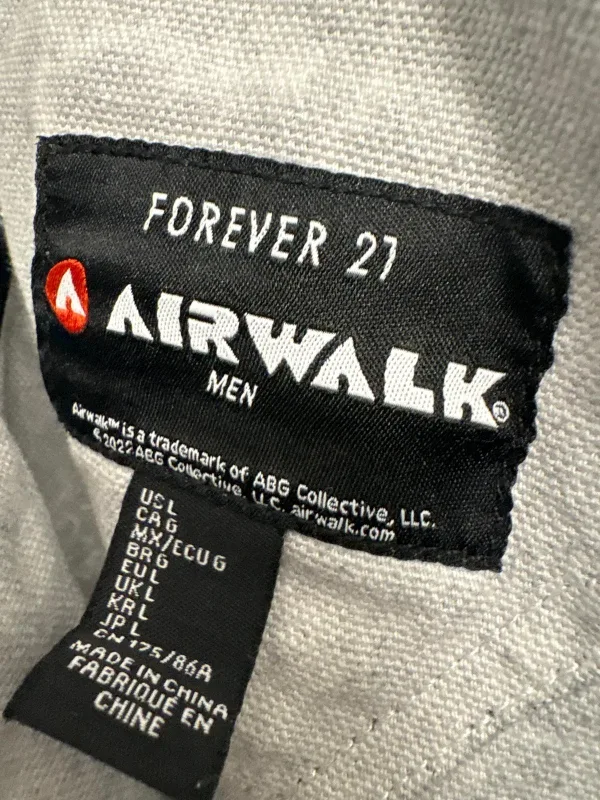 FOREVER 21
AIRWALK®
MEN
Airwalk™ is a trademark of ABG Collective, LLC.
©2022 ABG Collective, LLC. airwalk.com
US L
CA G
MX/ECU G
BR G
EU L
UK L
KR L
JP L
CN 175/86A
MADE IN CHINA
FABRIQUÉ EN
CHINE